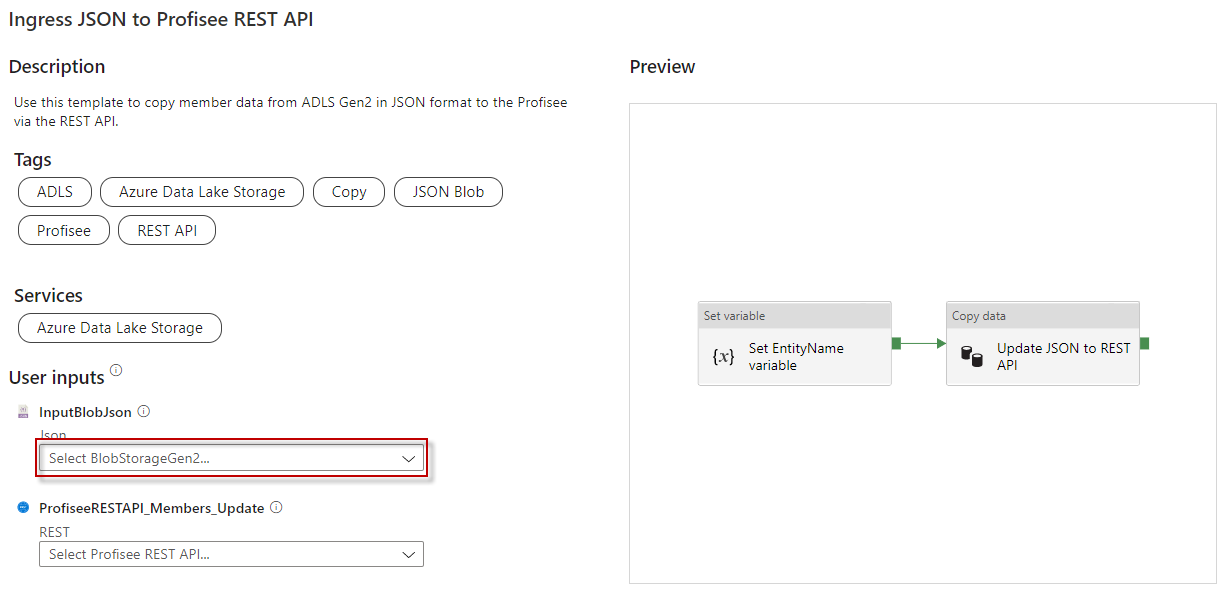 Ingress JSON to Profisee REST API
Description
Use this template to copy member data from ADLS Gen2 in JSON format to the Profisee
via the REST API.
Tags
ADLS
Azure Data Lake Storage
Copy
JSON Blob
Profisee
REST API
Services
Azure Data Lake Storage
User inputs
InputBlobJson
Json
Select BlobStorageGen2...
ProfiseeRESTAPI_Members_Update
REST
Select Profisee REST API...
Preview
Set variable
{x}
Set EntityName
variable
Copy data
Update JSON to REST
API